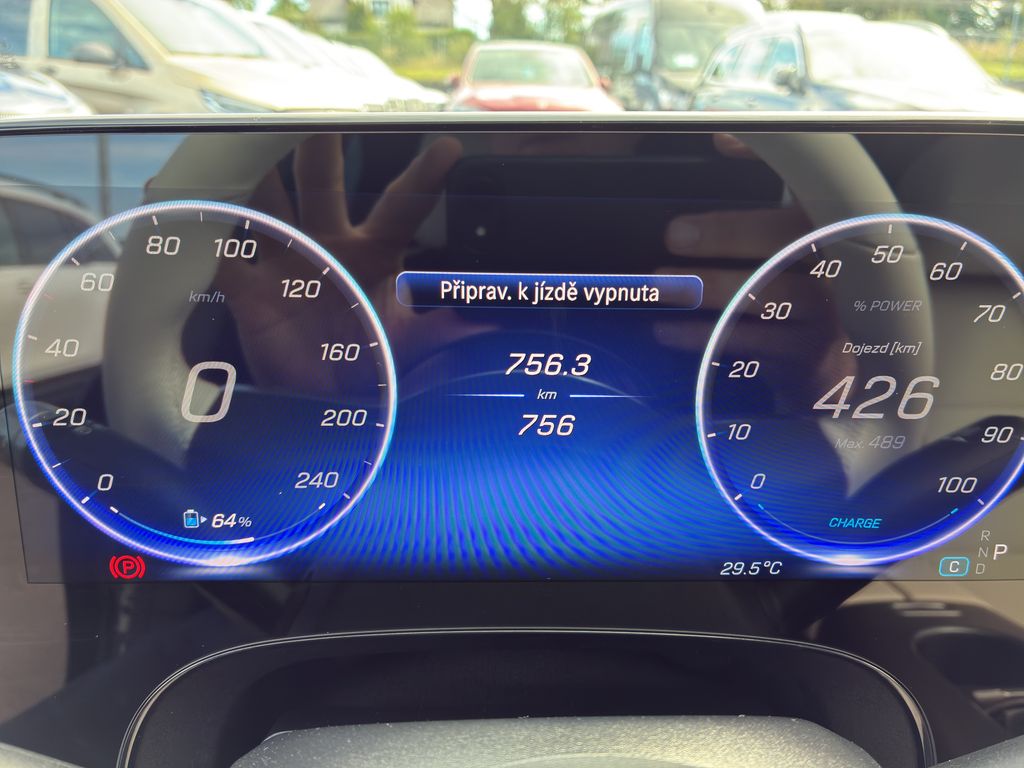 Připrav. k jízdě vypnuta
km/h
0
20
40
60
80
100
120
160
200
240
0
64%
756.3
km
756
0
10
20
30
40
50
60
70
80
90
100
% POWER
Dojezd [km]
426
Max. 489
CHARGE
P
29.5°C
C
R
N
D
P